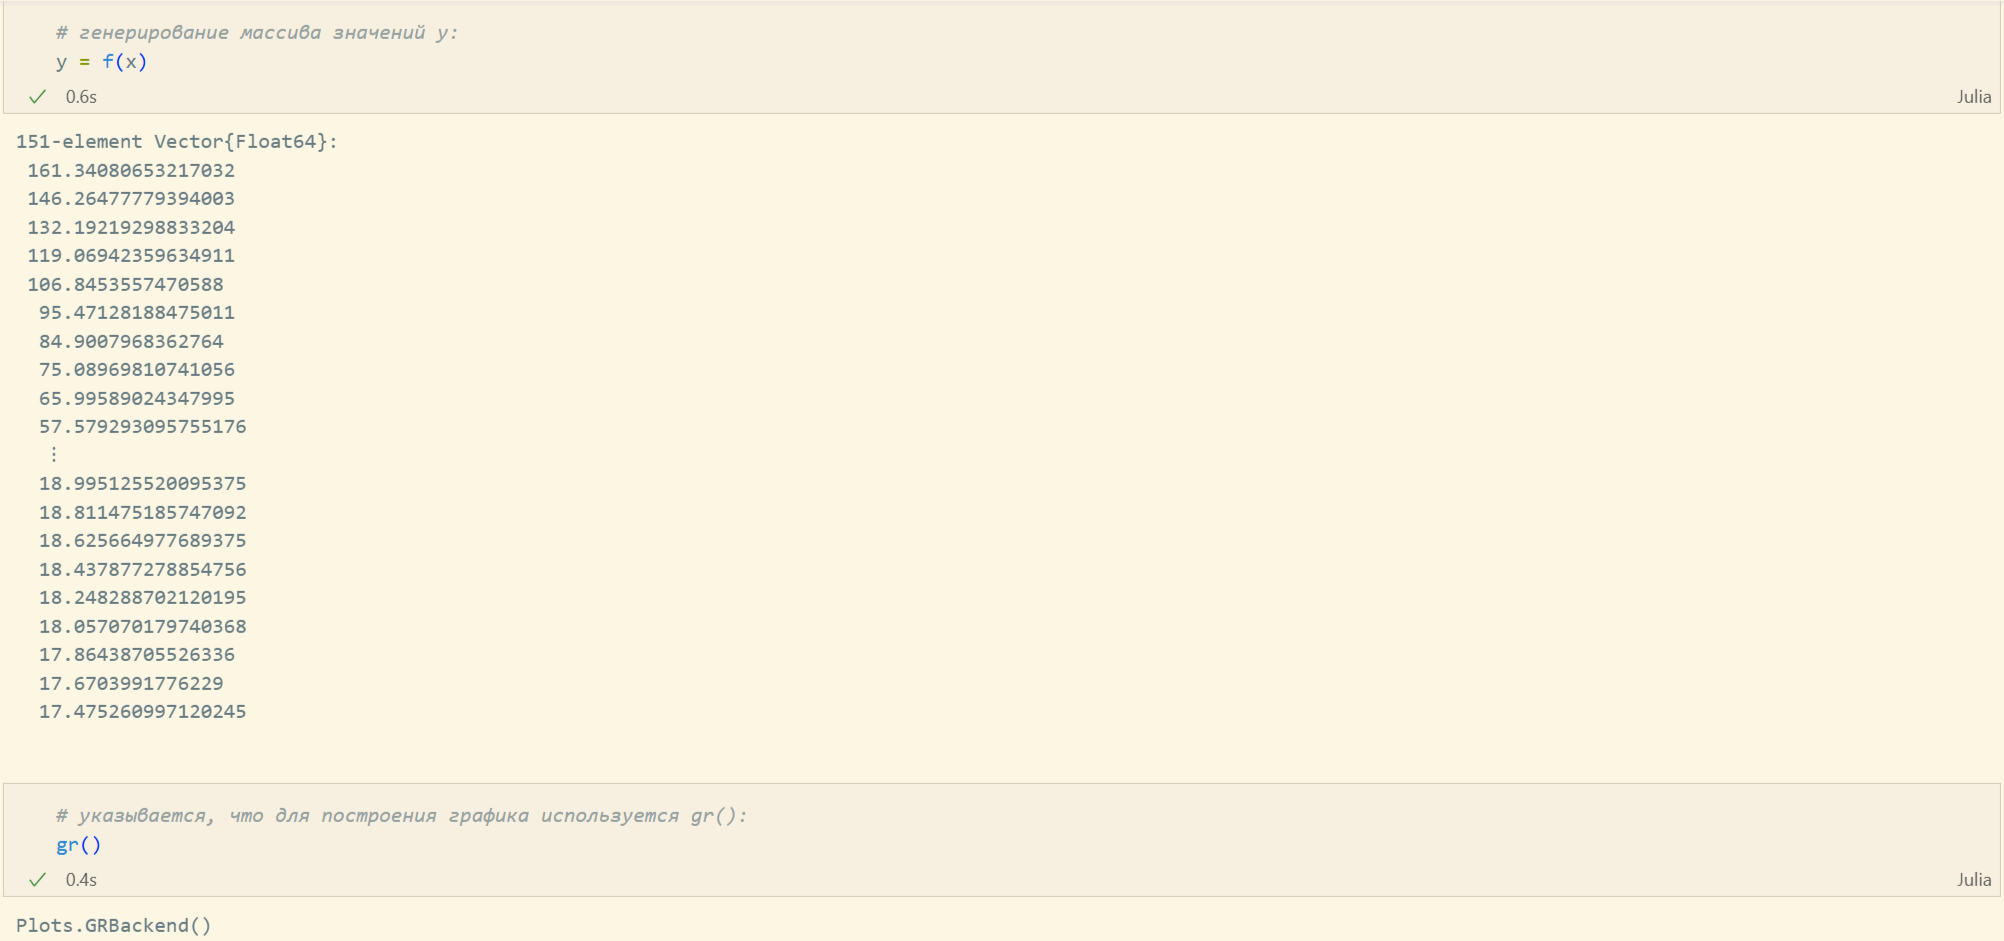 # генерирование массива значений y:
y = f(x)
0.6s
Julia
151-element Vector{Float64}:
161.34080653217032
146.26477779394003
132.19219298833204
119.06942359634911
106.8453557470588
95.47128188475011
84.9007968362764
75.08969810741056
65.99589024347995
57.579293095755176
⋮
18.995125520095375
18.811475185747092
18.625664977689375
18.437877278854756
18.248288702120195
18.057070179740368
17.86438705526336
17.6703991776229
17.475260997120245
# указывается, что для построения графика используется gr():
gr()
0.4s
Julia
Plots.GRBackend()